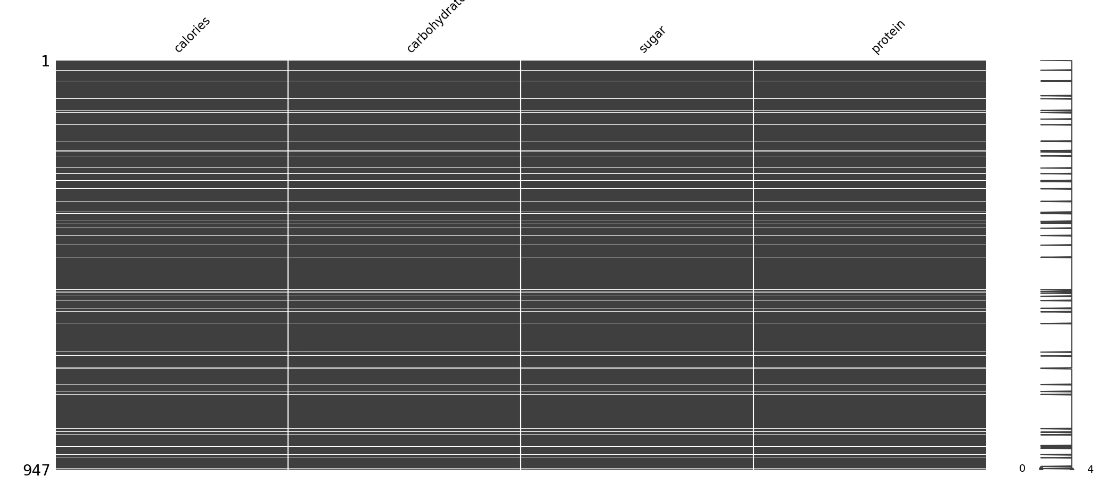 calories
carbohydrate
sugar
protein
1
947
0
4